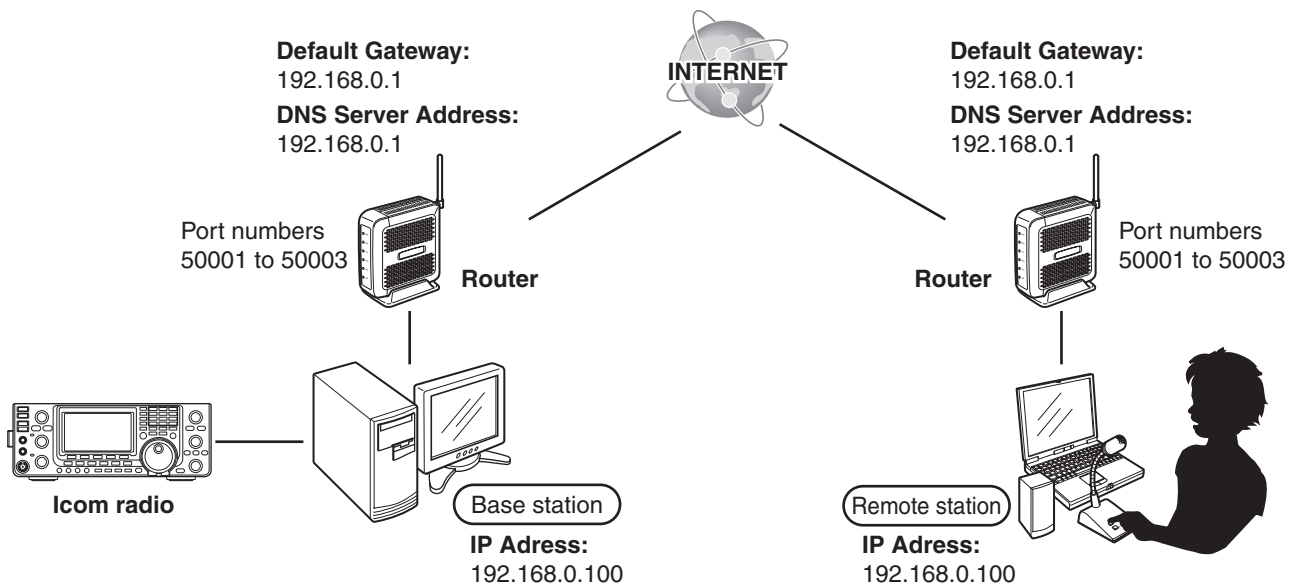 Default Gateway:
192.168.0.1
DNS Server Address:
192.168.0.1
INTERNET
Default Gateway:
192.168.0.1
DNS Server Address:
192.168.0.1
Port numbers
50001 to 50003
Router
Router
Port numbers
50001 to 50003
Icom radio
Base station
IP Adress:
192.168.0.100
Remote station
IP Adress:
192.168.0.100